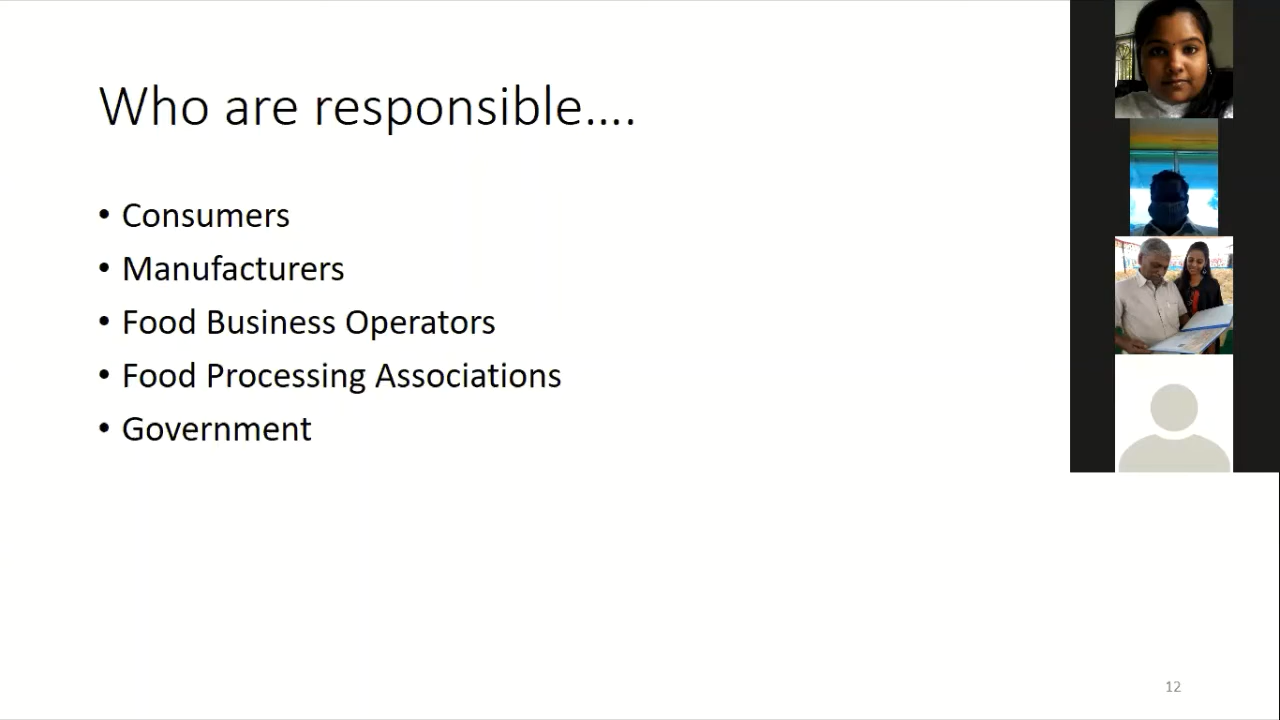 Who are responsible....
• Consumers
• Manufacturers
• Food Business Operators
• Food Processing Associations
• Government
12